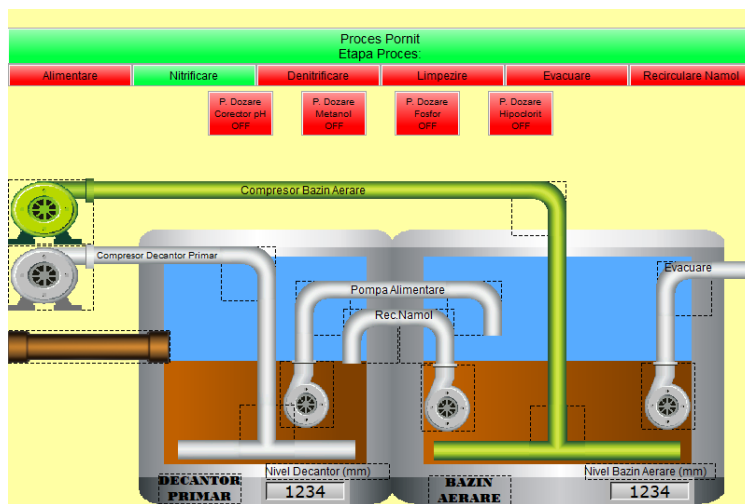 Proces Pornit
Etapa Proces:
Alimentare
Nitrificare
Denitrificare
Limpezire
Evacuare
Recirculare Namol
P. Dozare
Corector pH
OFF
P. Dozare
Metanol
OFF
P. Dozare
Fosfor
OFF
P. Dozare
Hipoclorit
OFF
Compresor Bazin Aerare
Compresor Decantor Primar
Evacuare
Pompa Alimentare
Rec.Namol
DECANTOR
PRIMAR
Nivel Decantor (mm)
1234
BAZIN
AERARE
Nivel Bazin Aerare (mm)
1234